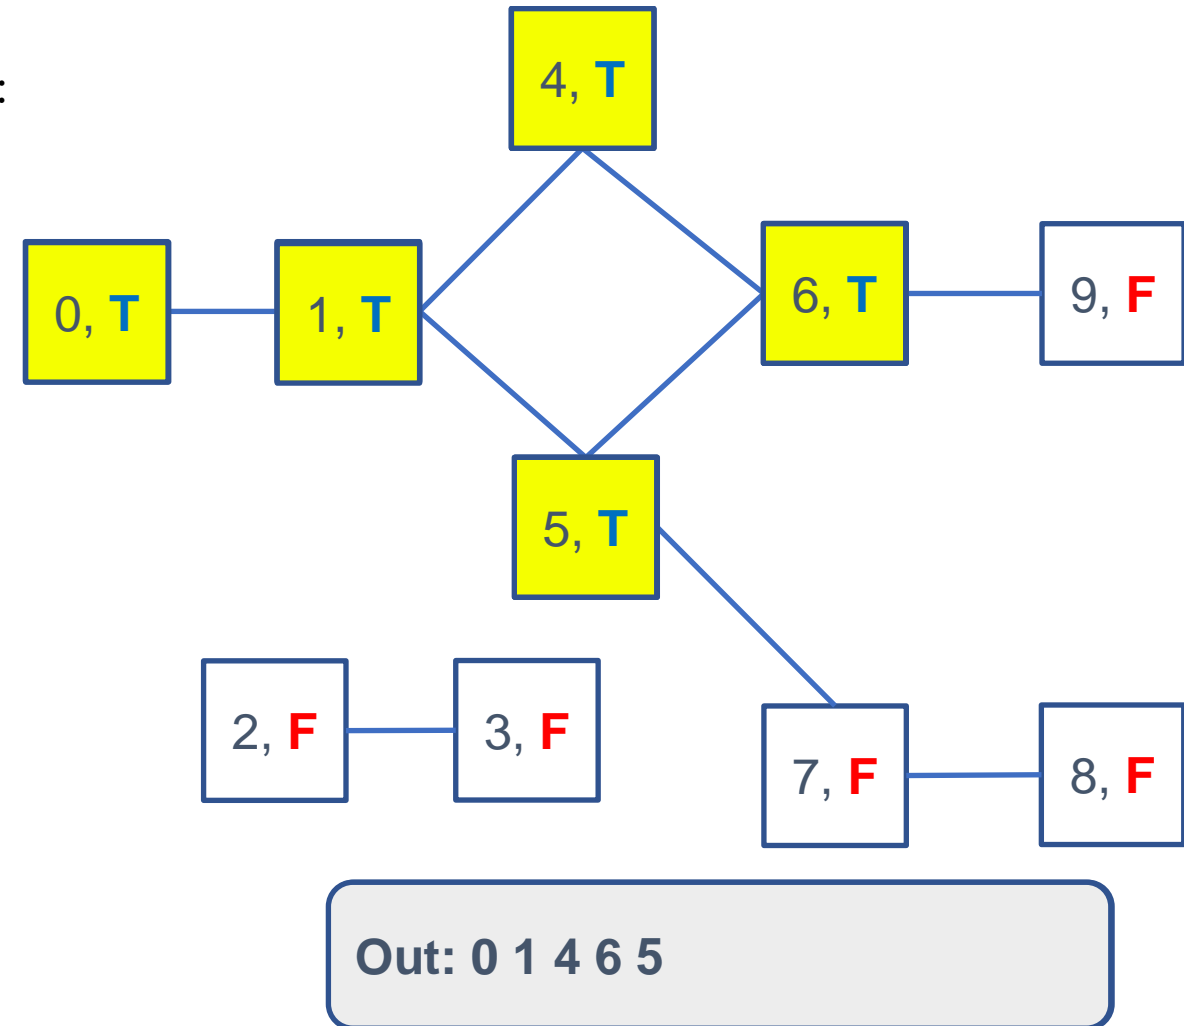 :
4, T
0, T
1, T
6, T
9, F
5, T
2, F
3, F
7, F
8, F
Out: 0 1 4 6 5